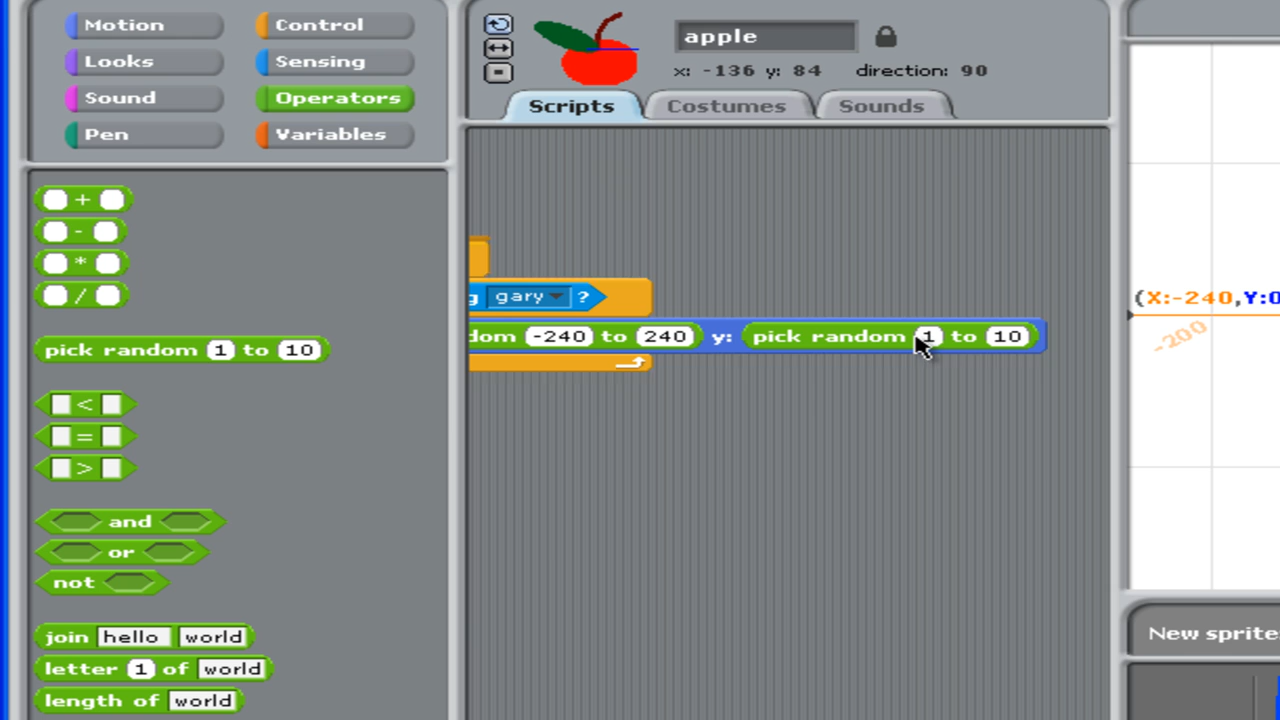 Motion Control
Looks Sensing
Sound Operators
Pen Variables
apple
x: -136 y: 84 direction: 90
Scripts Costumes Sounds
+
-
*
/
pick random 1 to 10
<
=
>
and
or
not
join hello world
letter 1 of world
length of world
gary ?
dom -240 to 240 y: pick random 1 to 10
(X:-240,Y:0
-200
New sprite